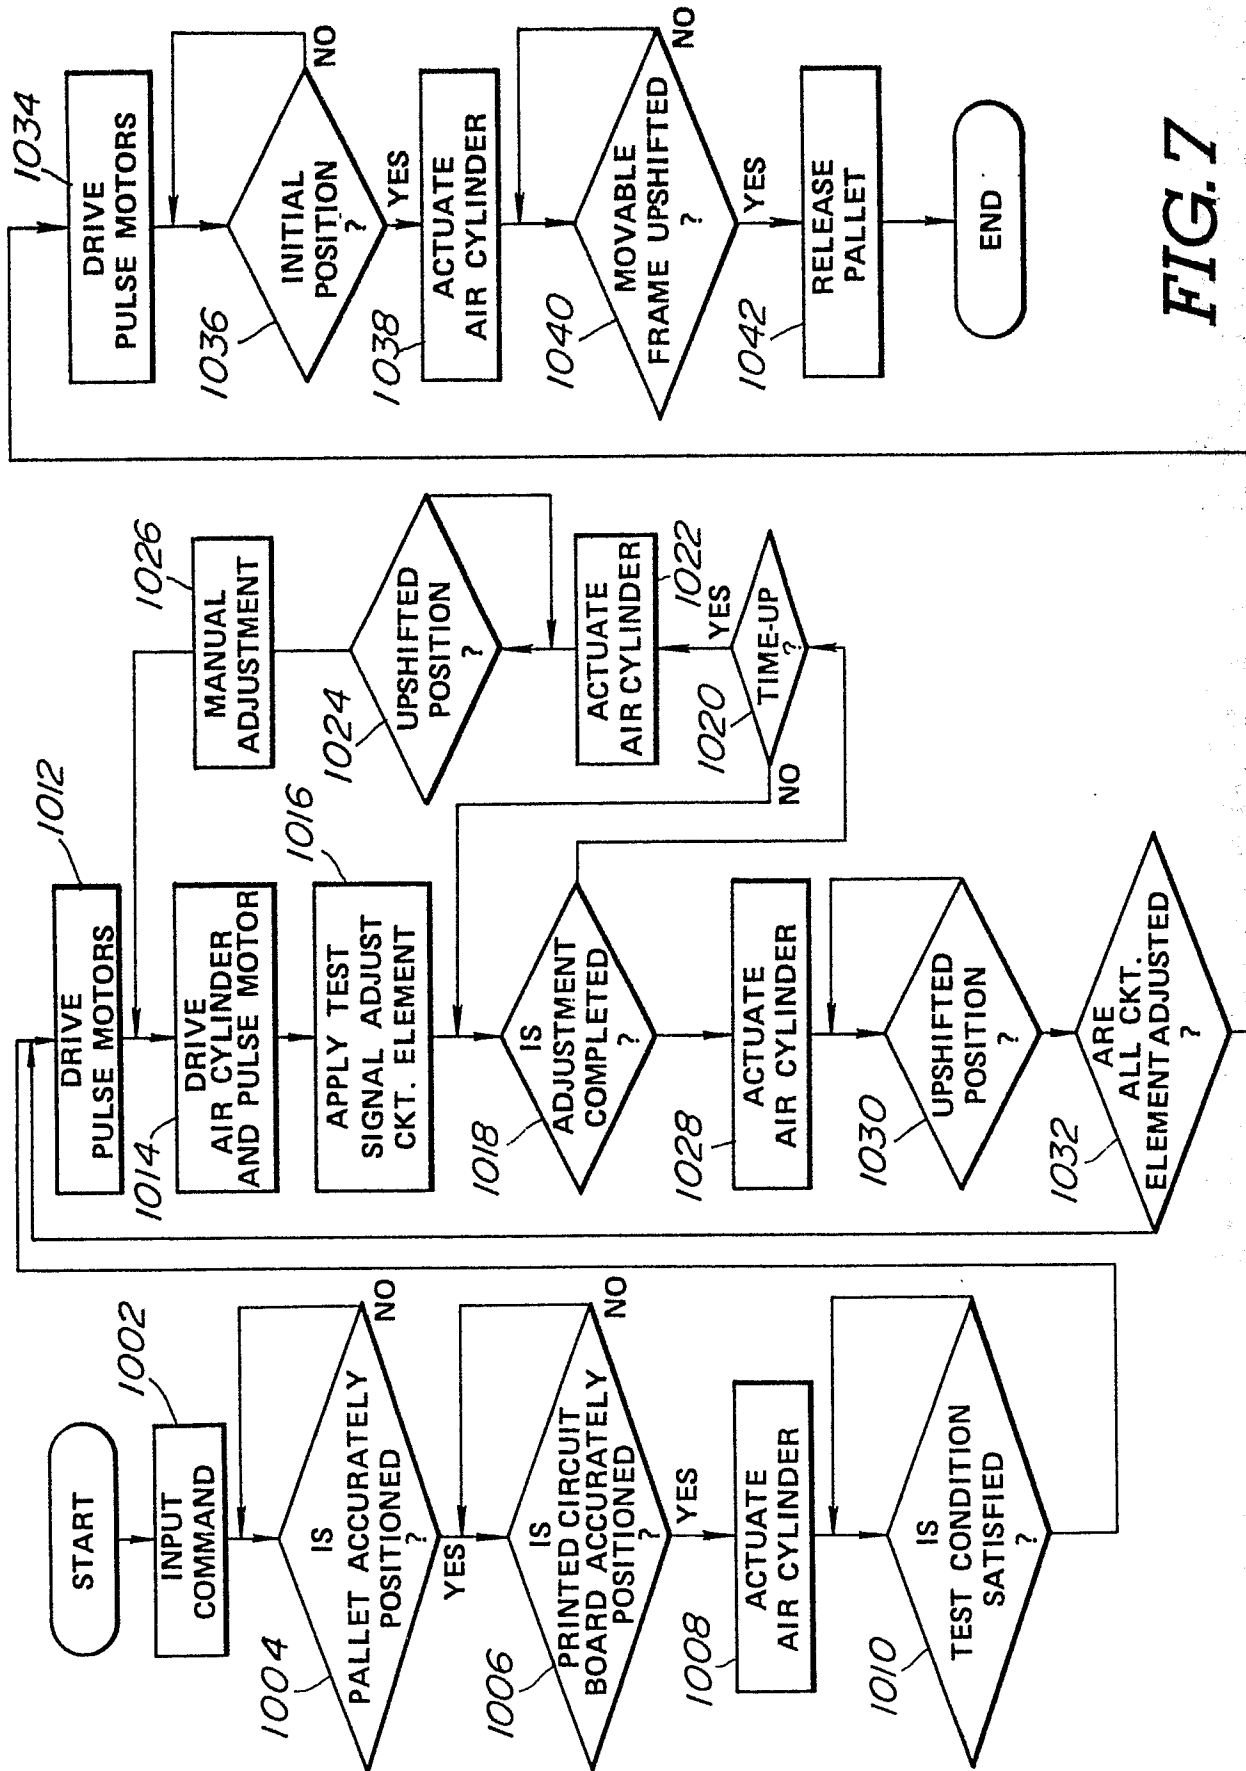 START
1002
INPUT
COMMAND
1004
IS
PALLET ACCURATELY
POSITIONED
?
NO
YES
1006
IS
PRINTED CIRCUIT
BOARD ACCURATELY
POSITIONED
?
NO
YES
1008
ACTUATE
AIR CYLINDER
1010
IS
TEST CONDITION
SATISFIED
?
1012
DRIVE
PULSE MOTORS
1014
DRIVE
AIR CYLINDER
AND PULSE MOTOR
1016
APPLY TEST
SIGNAL ADJUST
CKT. ELEMENT
1018
IS
ADJUSTMENT
COMPLETED
?
1020
TIME-UP
?
NO
YES
1022
ACTUATE
AIR CYLINDER
1024
UPSHIFTED
POSITION
?
1026
MANUAL
ADJUSTMENT
1028
ACTUATE
AIR CYLINDER
1030
UPSHIFTED
POSITION
?
1032
ARE
ALL CKT.
ELEMENT ADJUSTED
?
1034
DRIVE
PULSE MOTORS
1036
INITIAL
POSITION
?
NO
YES
1038
ACTUATE
AIR CYLINDER
1040
MOVABLE
FRAME UPSHIFTED
?
NO
YES
1042
RELEASE
PALLET
END
FIG. 7